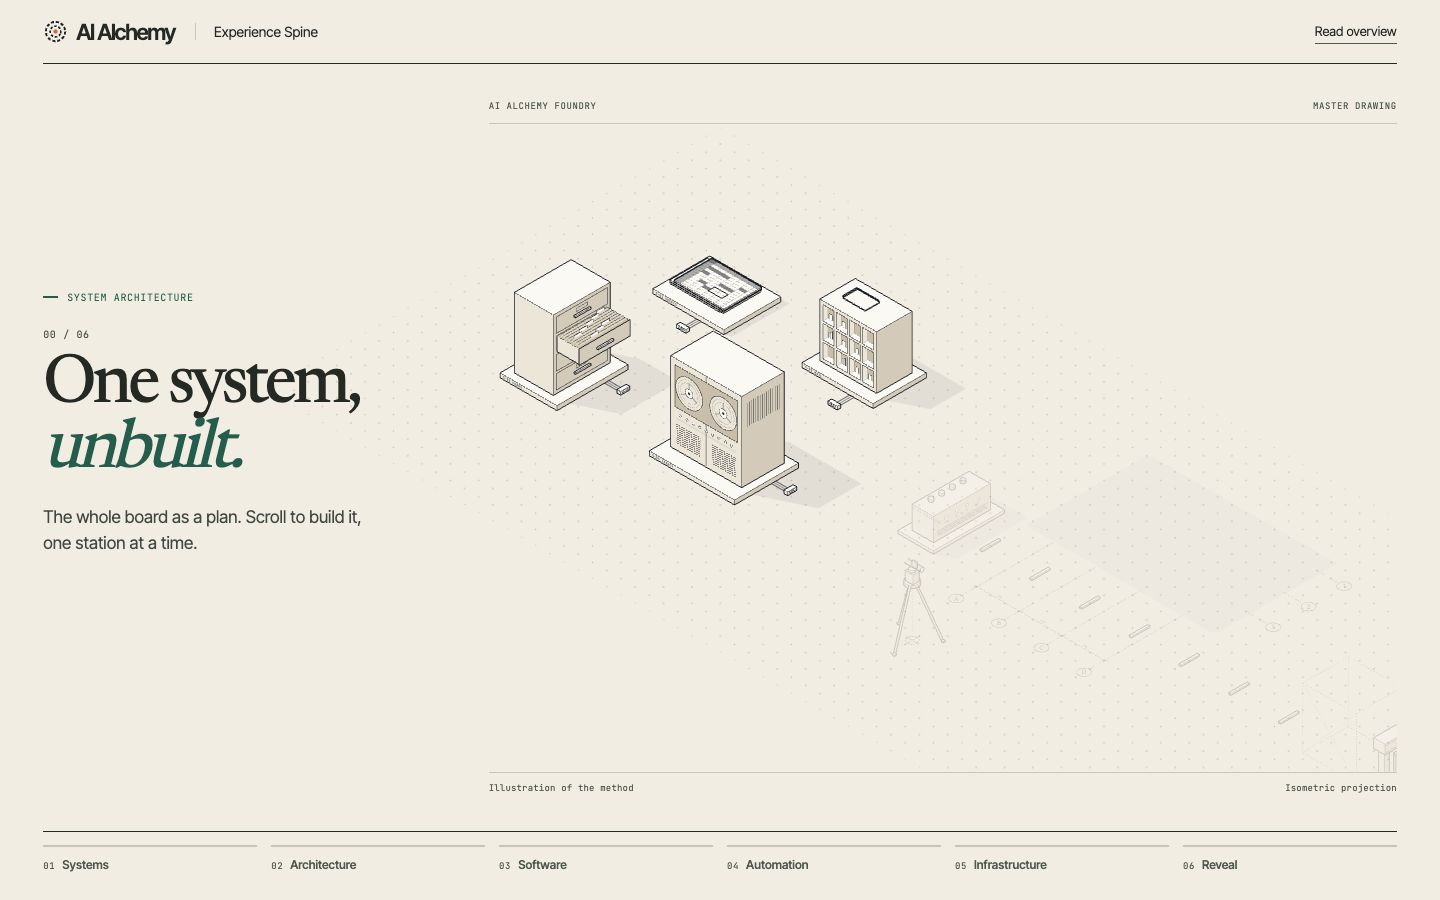 AI Alchemy
Experience Spine
Read overview
AI ALCHEMY FOUNDRY
MASTER DRAWING
SYSTEM ARCHITECTURE
00 / 06
One system,
unbuilt.
The whole board as a plan. Scroll to build it,
one station at a time.
Illustration of the method
Isometric projection
01 Systems
02 Architecture
03 Software
04 Automation
05 Infrastructure
06 Reveal